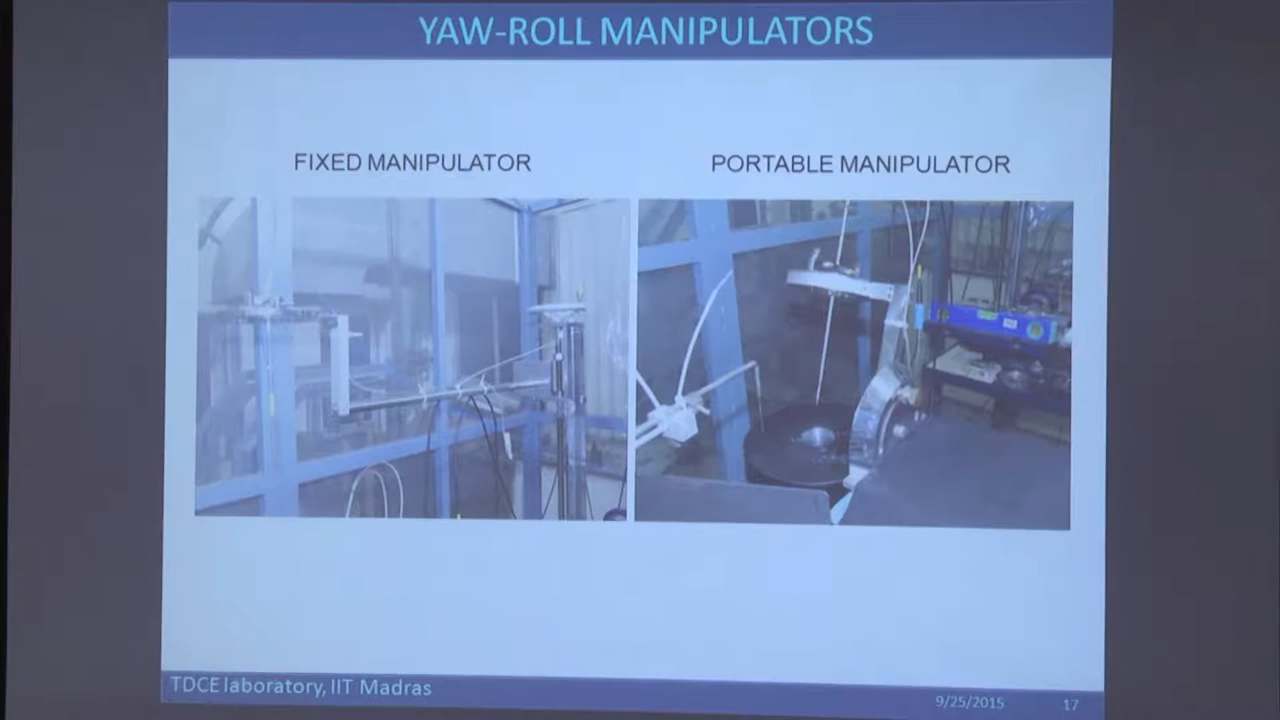 YAW-ROLL MANIPULATORS
FIXED MANIPULATOR
PORTABLE MANIPULATOR
TDCE laboratory, IIT Madras
9/25/2015
17